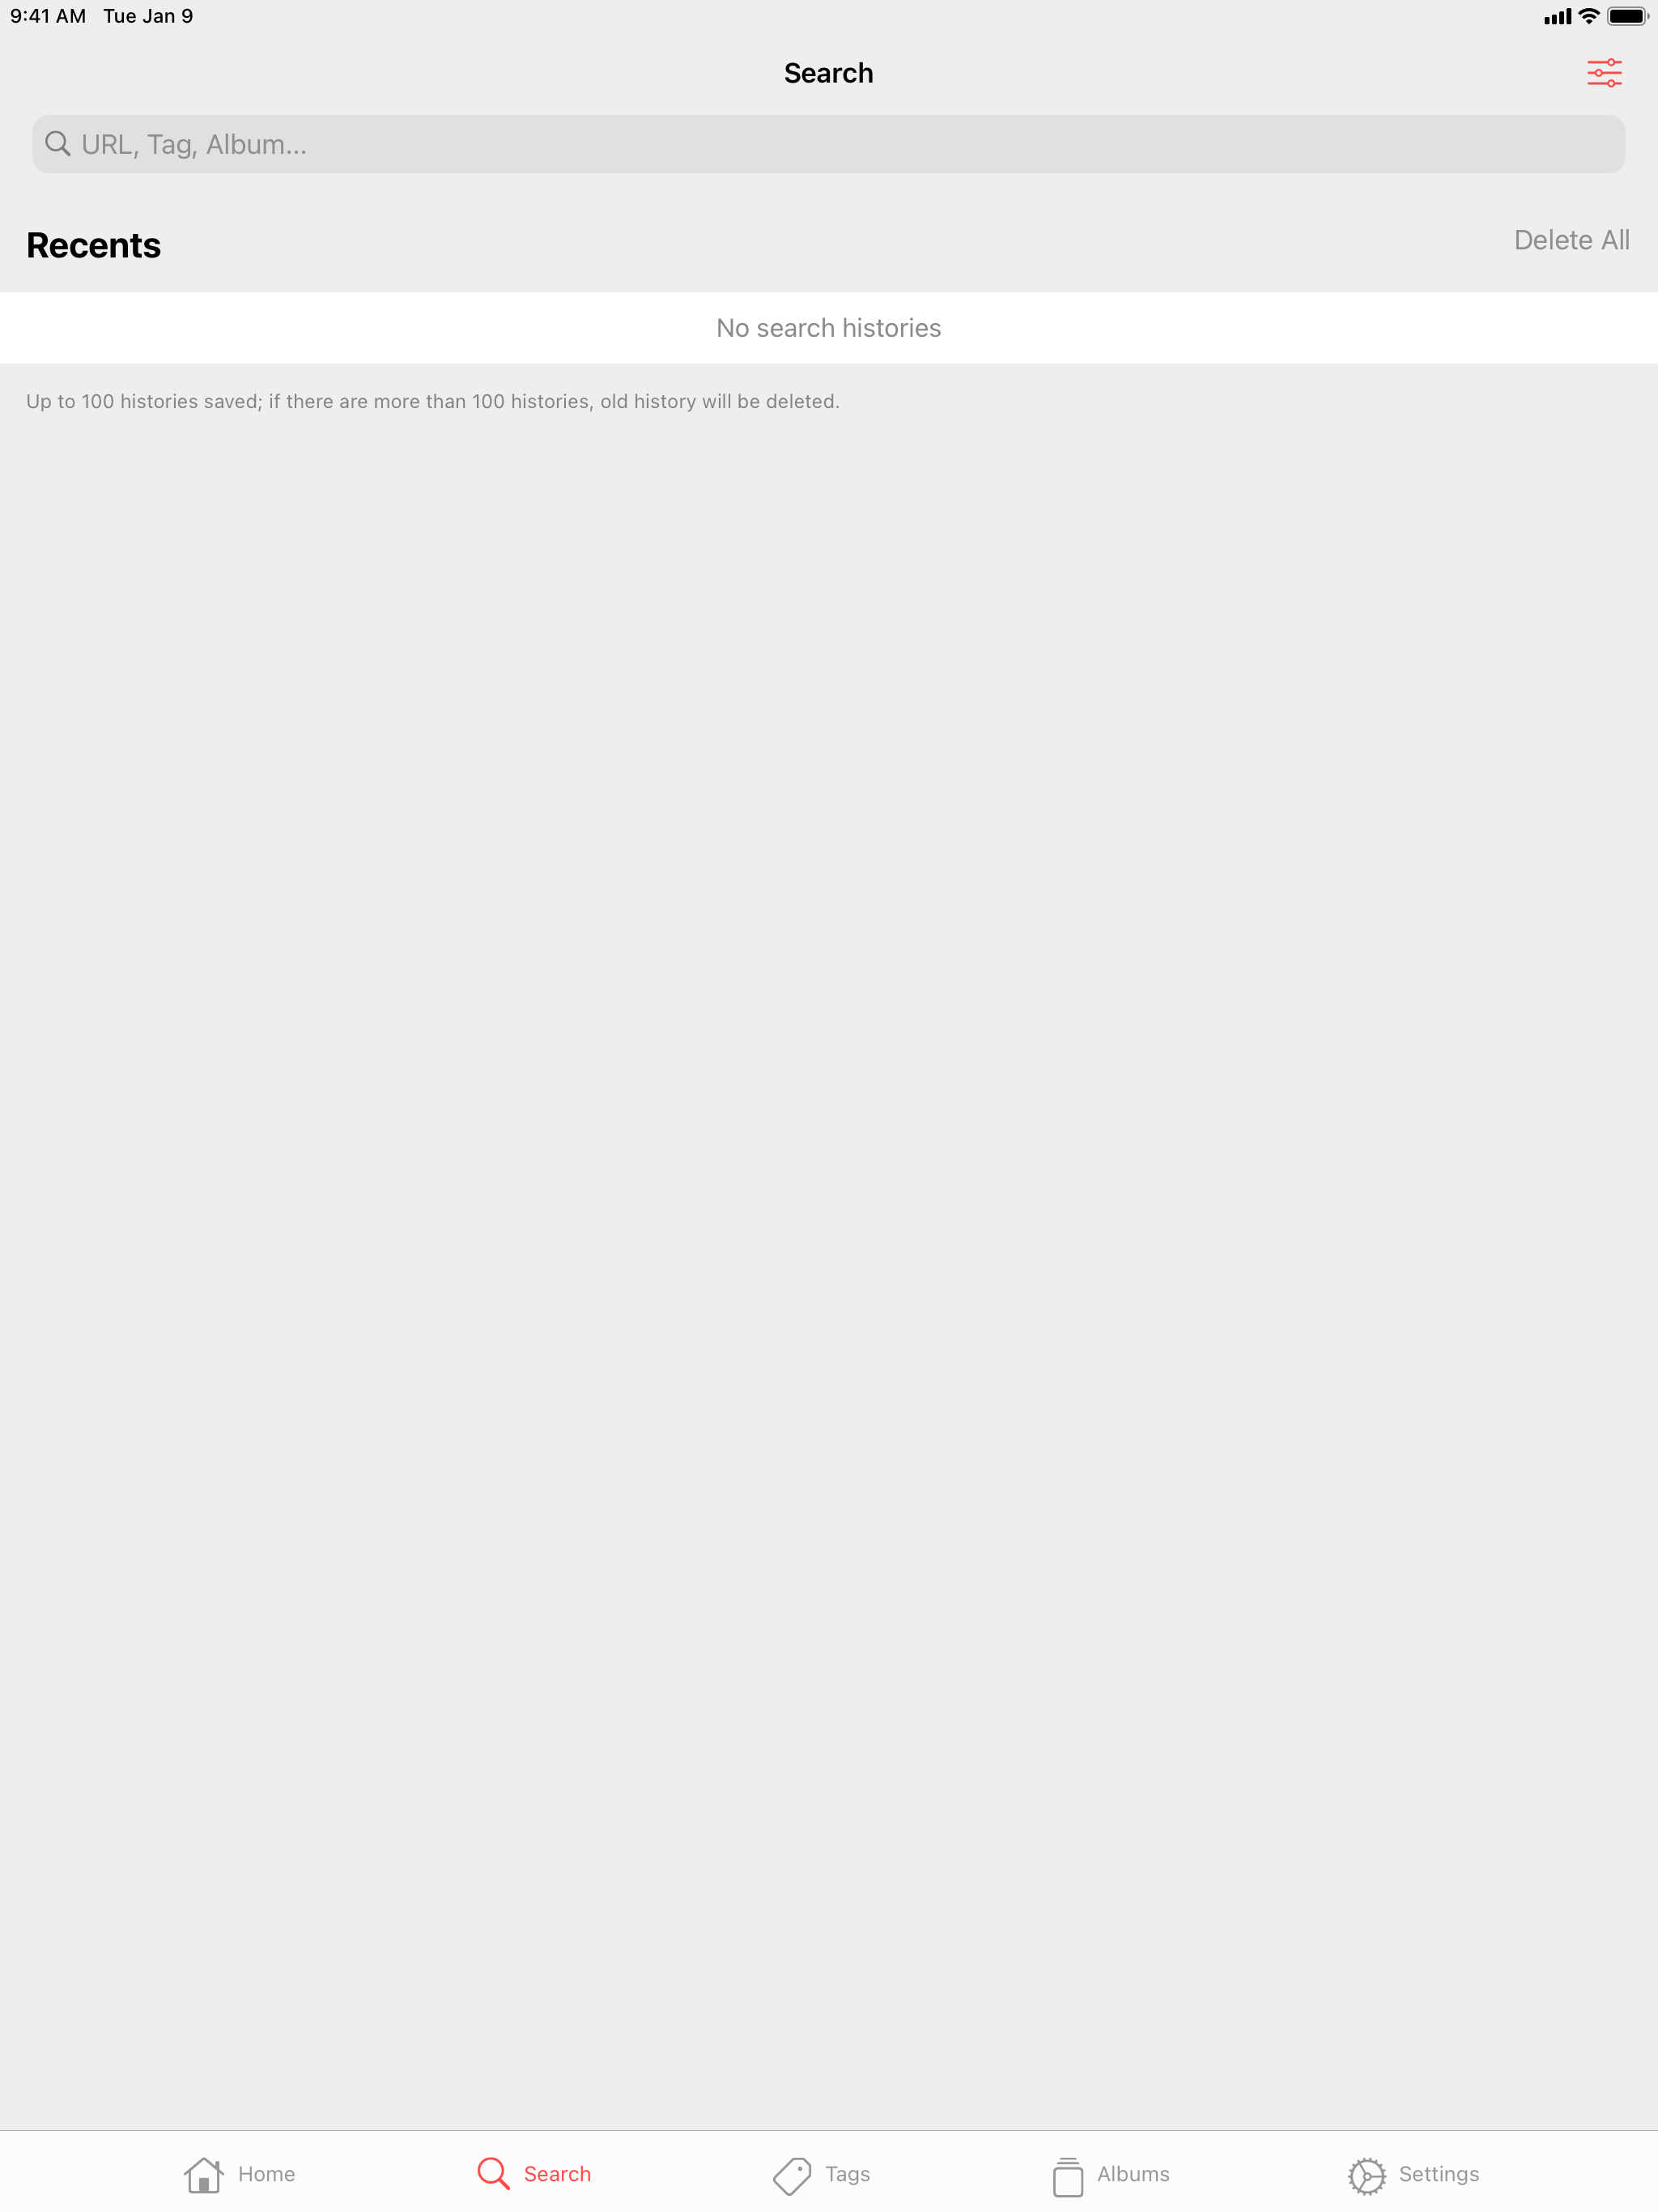 9:41 AM Tue Jan 9
Search
URL, Tag, Album...
Recents
Delete All
No search histories
Up to 100 histories saved; if there are more than 100 histories, old history will be deleted.
Home Search Tags Albums Settings